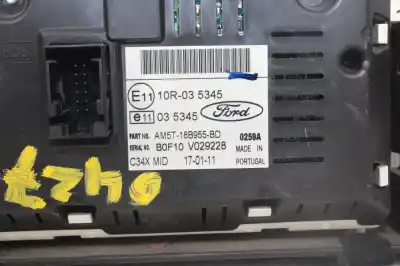 E11 10R-03 5345
e11 03 5345
Ford
PART NO. AM5T-18B955-BD 0259A
SERIAL NO. B0F10 V029228 MADE IN
C34X MID 17-01-11 PORTUGAL